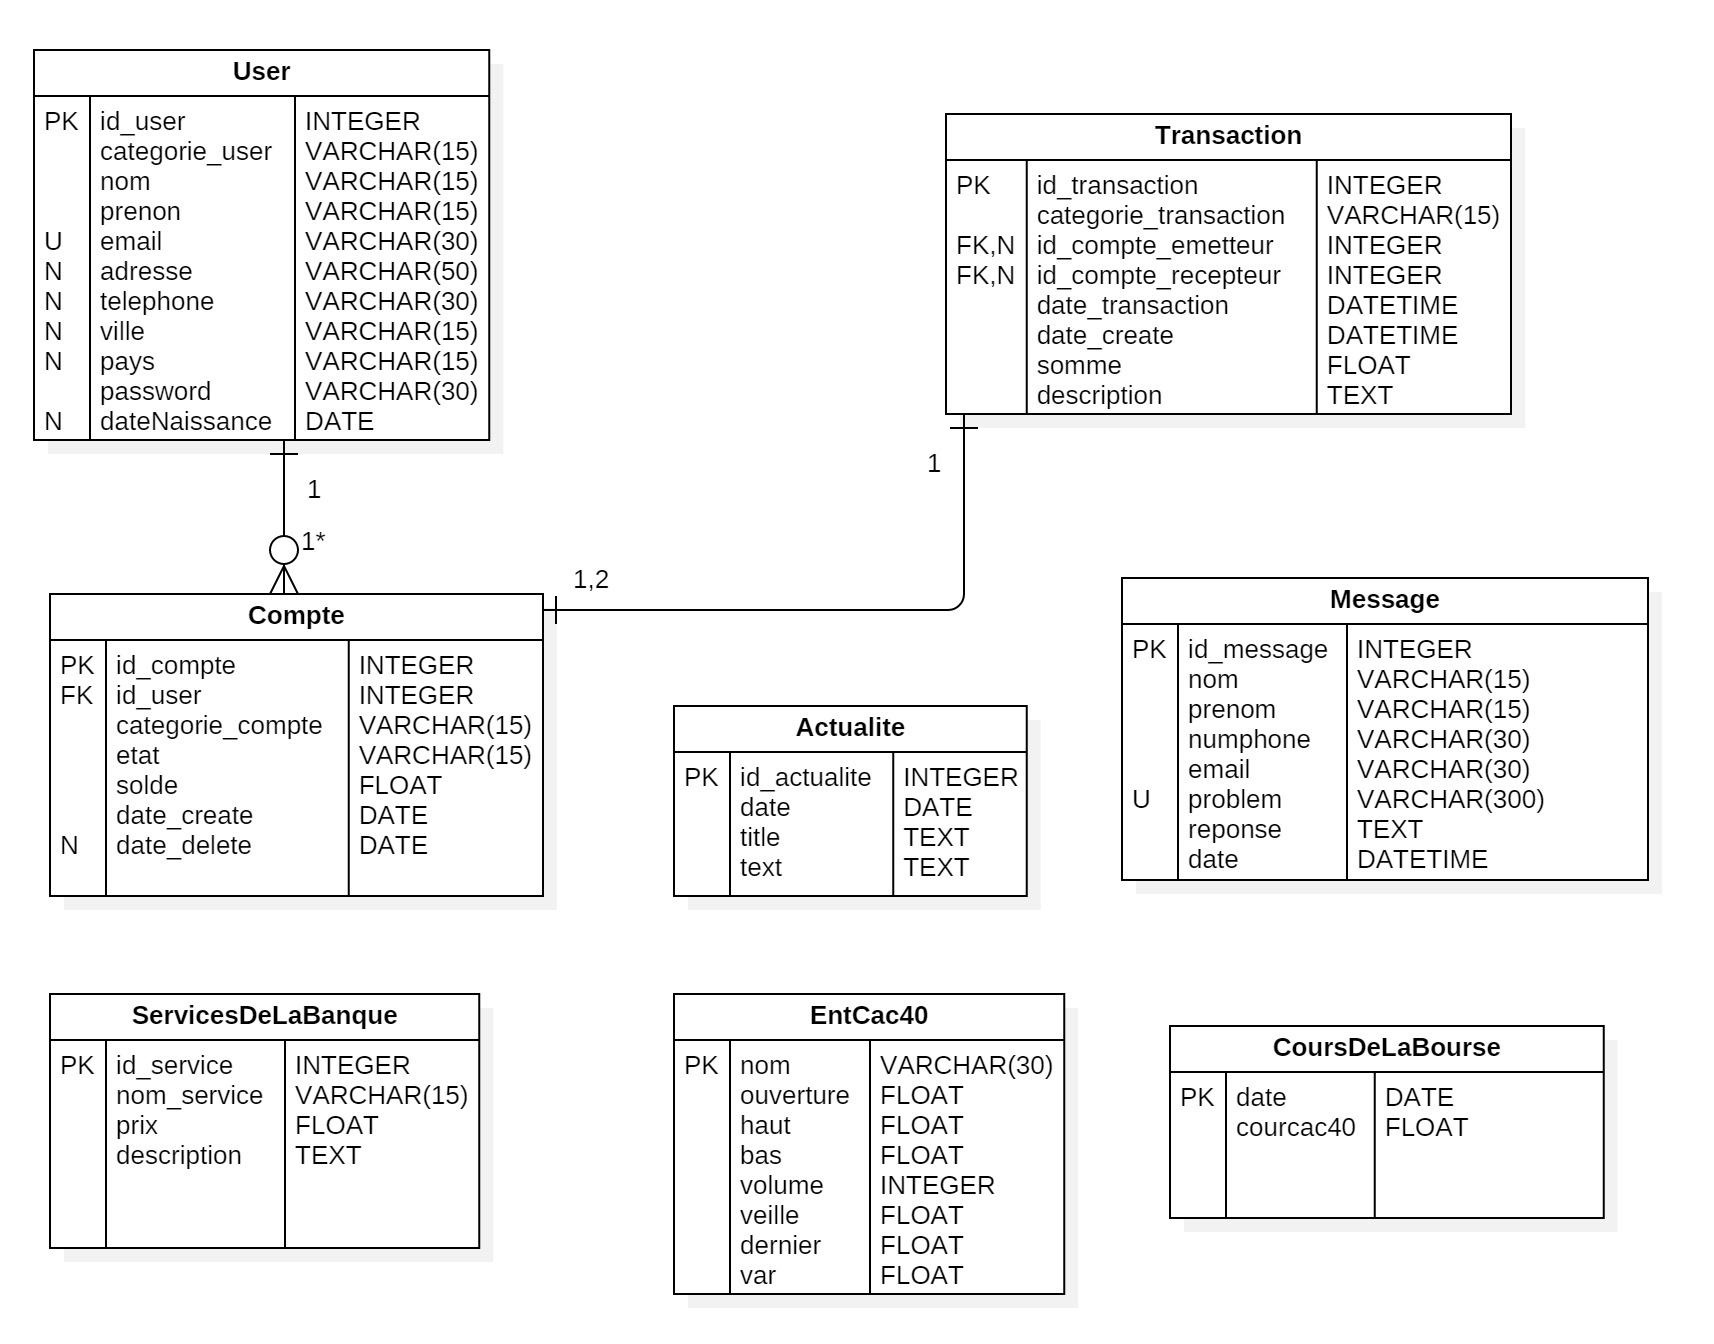 User
PK id_user INTEGER
categorie_user VARCHAR(15)
nom VARCHAR(15)
prenon VARCHAR(15)
U email VARCHAR(30)
N adresse VARCHAR(50)
N telephone VARCHAR(30)
N ville VARCHAR(15)
N pays VARCHAR(15)
password VARCHAR(30)
N dateNaissance DATE
Transaction
PK id_transaction INTEGER
categorie_transaction VARCHAR(15)
FK,N id_compte_emetteur INTEGER
FK,N id_compte_recepteur INTEGER
date_transaction DATETIME
date_create DATETIME
somme FLOAT
description TEXT
1
1
1*
1,2
Compte
PK id_compte INTEGER
FK id_user INTEGER
categorie_compte VARCHAR(15)
etat VARCHAR(15)
solde FLOAT
date_create DATE
N date_delete DATE
Actualite
PK id_actualite INTEGER
date DATE
title TEXT
text TEXT
Message
PK id_message INTEGER
nom VARCHAR(15)
prenom VARCHAR(15)
numphone VARCHAR(30)
email VARCHAR(30)
U problem VARCHAR(300)
reponse TEXT
date DATETIME
ServicesDeLaBanque
PK id_service INTEGER
nom_service VARCHAR(15)
prix FLOAT
description TEXT
EntCac40
PK nom VARCHAR(30)
ouverture FLOAT
haut FLOAT
bas FLOAT
volume INTEGER
veille FLOAT
dernier FLOAT
var FLOAT
CoursDeLaBourse
PK date DATE
courcac40 FLOAT